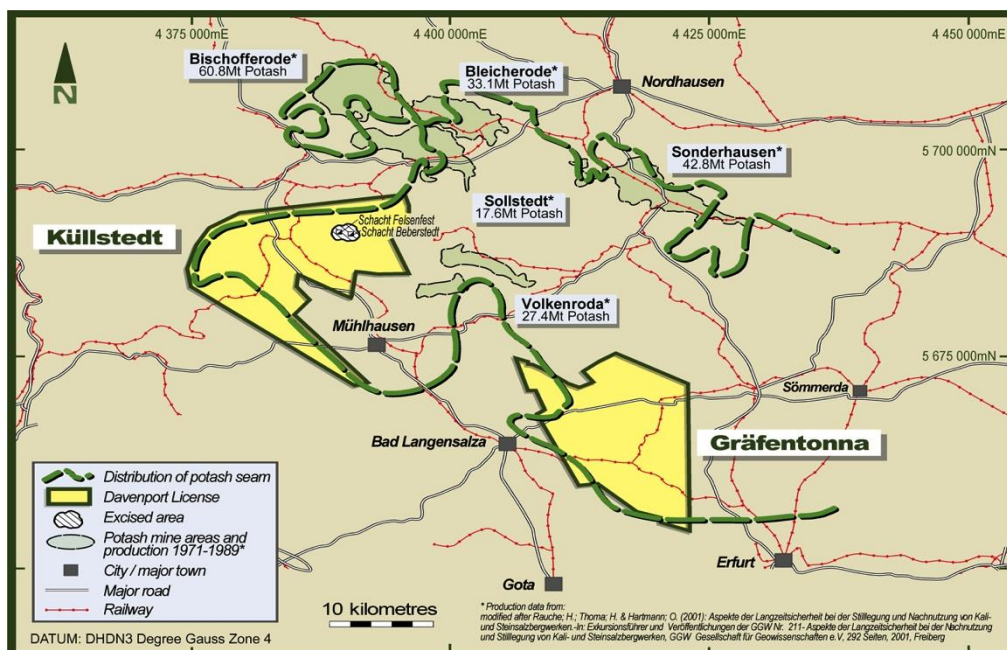 4 375 000mE
4 400 000mE
4 425 000mE
4 450 000mE
Bischofferode*
60.8Mt Potash
Bleicherode*
33.1Mt Potash
Nordhausen
N
Sonderhausen*
42.8Mt Potash
5 700 000mN
Sollstedt*
17.6Mt Potash
Schacht Felsenfest
Schacht Beberstedt
Küllstedt
Volkenroda*
27.4Mt Potash
Mühlhausen
5 675 000mN
Sömmerda
Bad Langensalza
Gräfentonna
Distribution of potash seam
Davenport License
Excised area
Potash mine areas and
production 1971-1989*
City / major town
Major road
Railway
Erfurt
Gota
10 kilometres
* Production data from:
modified after Rauche; H.; Thoma; H. & Hartmann; O. (2001): Aspekte der Langzeitsicherheit bei der Stillegung und Nachnutzung von Kali-
und Steinsalzbergwerken.-In: Exkursionsführer und Veröffentlichungen der GGW Nr. 211- Aspekte der Langzeitsicherheit bei der Nachnutzung
und Stillegung von Kali- und Steinsalzbergwerken, GGW Gesellschaft für Geowissenschaften e.V, 292 Seiten, 2001, Freiberg
DATUM: DHDN3 Degree Gauss Zone 4